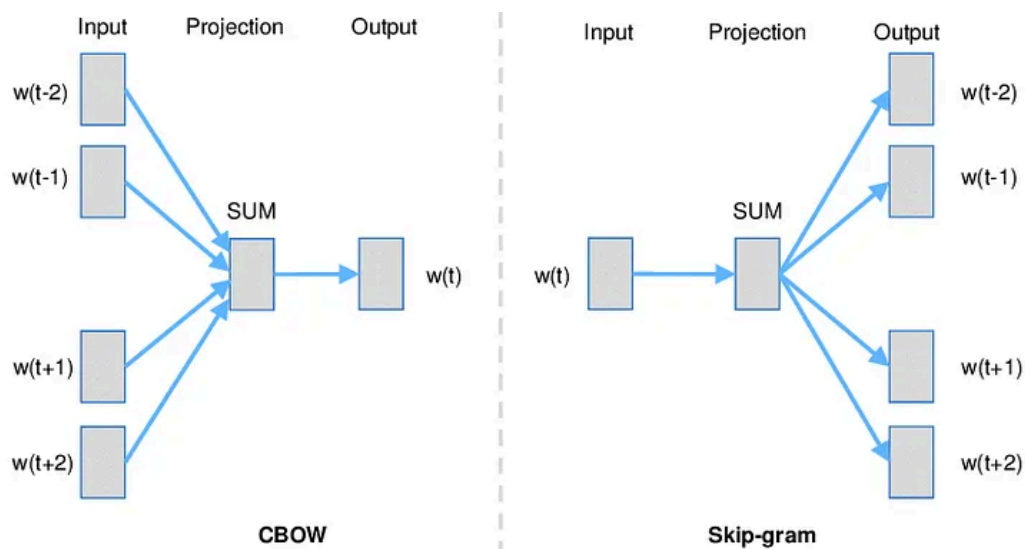 Input Projection Output
w(t-2)
w(t-1)
SUM
w(t)
w(t+1)
w(t+2)
CBOW
Input Projection Output
w(t-2)
w(t-1)
SUM
w(t)
w(t+1)
w(t+2)
Skip-gram